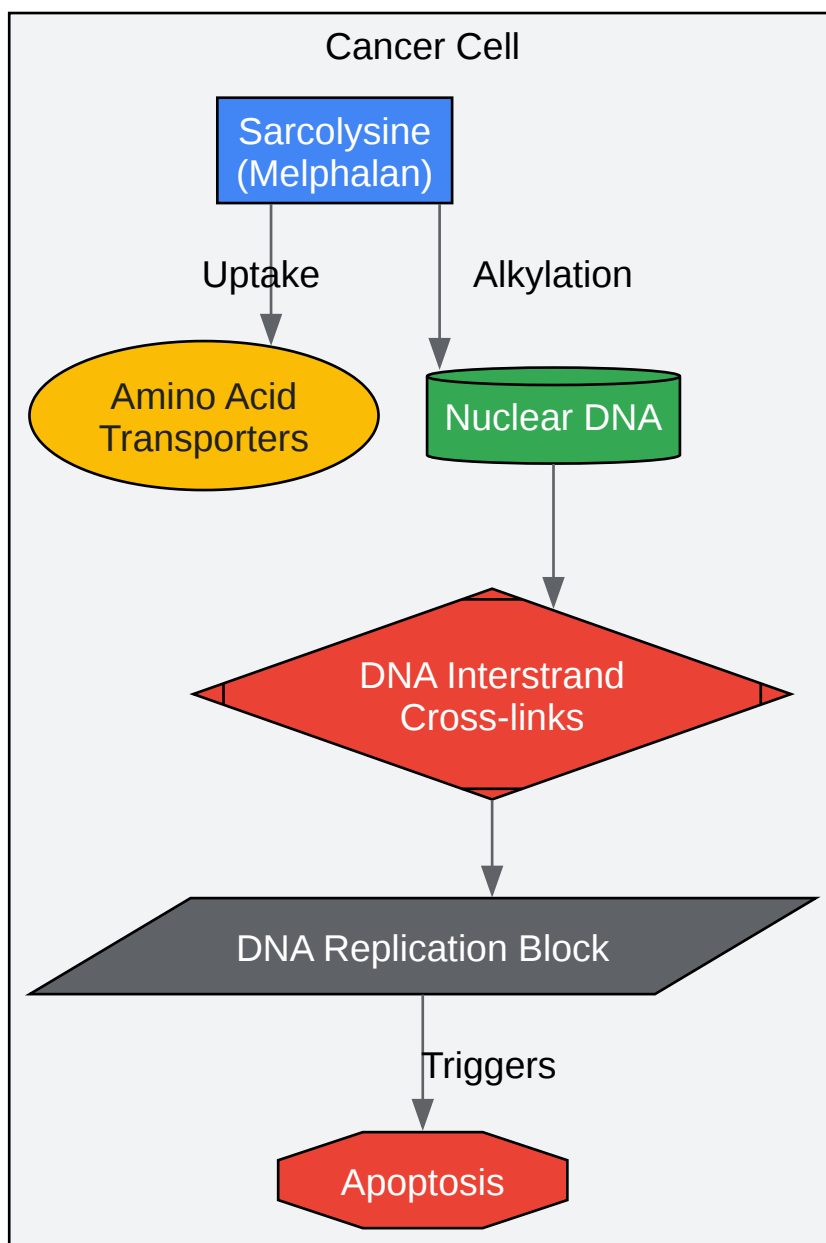 Cancer Cell
Sarcolysine
(Melphalan)
Uptake
Alkylation
Amino Acid
Transporters
Nuclear DNA
DNA Interstrand
Cross-links
DNA Replication Block
Triggers
Apoptosis